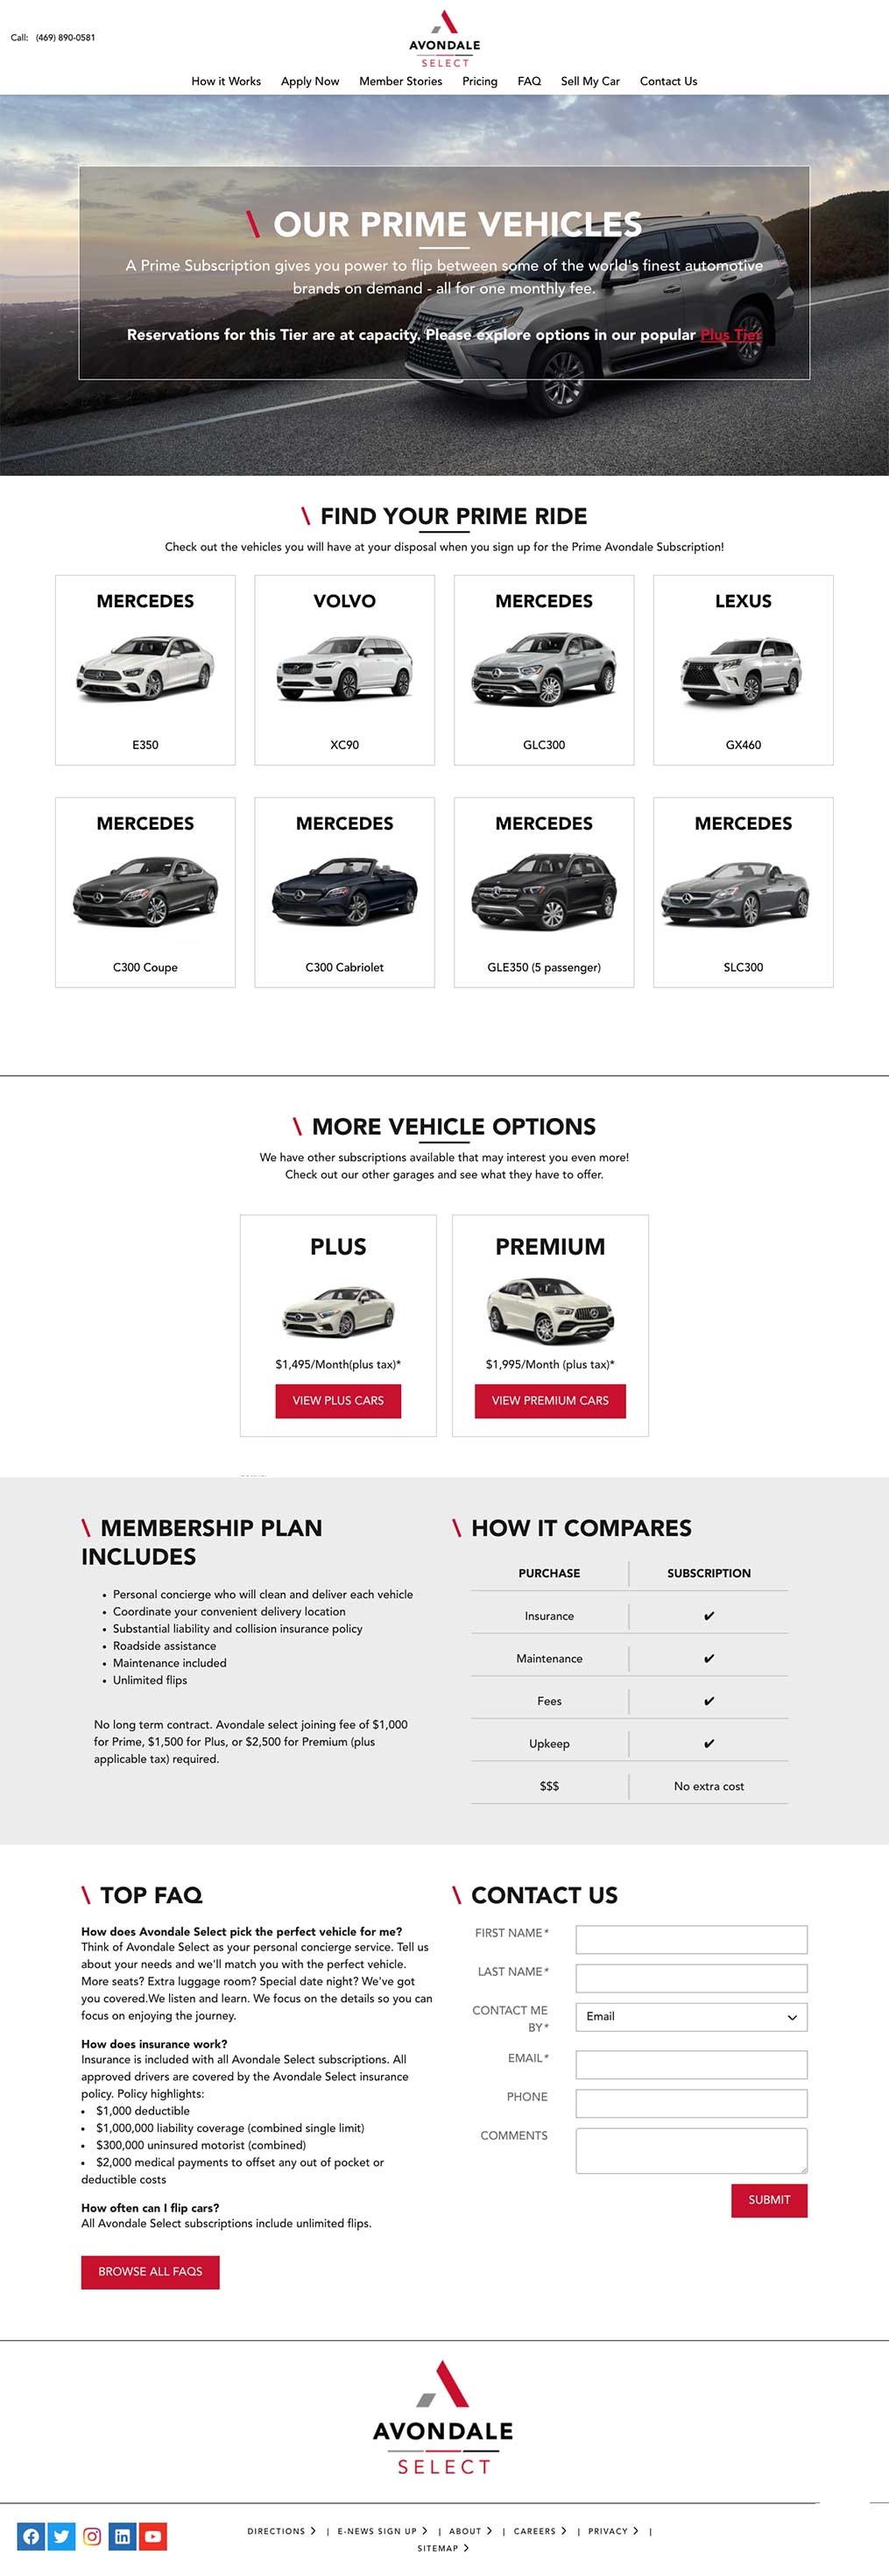 Call: (469) 890-0581
AVONDALE
SELECT
How it Works Apply Now Member Stories Pricing FAQ Sell My Car Contact Us
\ OUR PRIME VEHICLES
A Prime Subscription gives you power to flip between some of the world's finest automotive
brands on demand - all for one monthly fee.
Reservations for this Tier are at capacity. Please explore options in our popular Plus Tier
\ FIND YOUR PRIME RIDE
Check out the vehicles you will have at your disposal when you sign up for the Prime Avondale Subscription!
MERCEDES
E350
VOLVO
XC90
MERCEDES
GLC300
LEXUS
GX460
MERCEDES
C300 Coupe
MERCEDES
C300 Cabriolet
MERCEDES
GLE350 (5 passenger)
MERCEDES
SLC300
\ MORE VEHICLE OPTIONS
We have other subscriptions available that may interest you even more!
Check out our other garages and see what they have to offer.
PLUS
$1,495/Month(plus tax)*
VIEW PLUS CARS
PREMIUM
$1,995/Month (plus tax)*
VIEW PREMIUM CARS
\ MEMBERSHIP PLAN
INCLUDES
• Personal concierge who will clean and deliver each vehicle
• Coordinate your convenient delivery location
• Substantial liability and collision insurance policy
• Roadside assistance
• Maintenance included
• Unlimited flips
No long term contract. Avondale select joining fee of $1,000
for Prime, $1,500 for Plus, or $2,500 for Premium (plus
applicable tax) required.
\ HOW IT COMPARES
PURCHASE SUBSCRIPTION
Insurance ✔
Maintenance ✔
Fees ✔
Upkeep ✔
$$$ No extra cost
\ TOP FAQ
How does Avondale Select pick the perfect vehicle for me?
Think of Avondale Select as your personal concierge service. Tell us
about your needs and we'll match you with the perfect vehicle.
More seats? Extra luggage room? Special date night? We've got
you covered.We listen and learn. We focus on the details so you can
focus on enjoying the journey.
How does insurance work?
Insurance is included with all Avondale Select subscriptions. All
approved drivers are covered by the Avondale Select insurance
policy. Policy highlights:
• $1,000 deductible
• $1,000,000 liability coverage (combined single limit)
• $300,000 uninsured motorist (combined)
• $2,000 medical payments to offset any out of pocket or
deductible costs
How often can I flip cars?
All Avondale Select subscriptions include unlimited flips.
BROWSE ALL FAQS
\ CONTACT US
FIRST NAME*
LAST NAME*
CONTACT ME
BY*
Email
EMAIL*
PHONE
COMMENTS
SUBMIT
AVONDALE
SELECT
DIRECTIONS > | E-NEWS SIGN UP > | ABOUT > | CAREERS > | PRIVACY > |
SITEMAP >